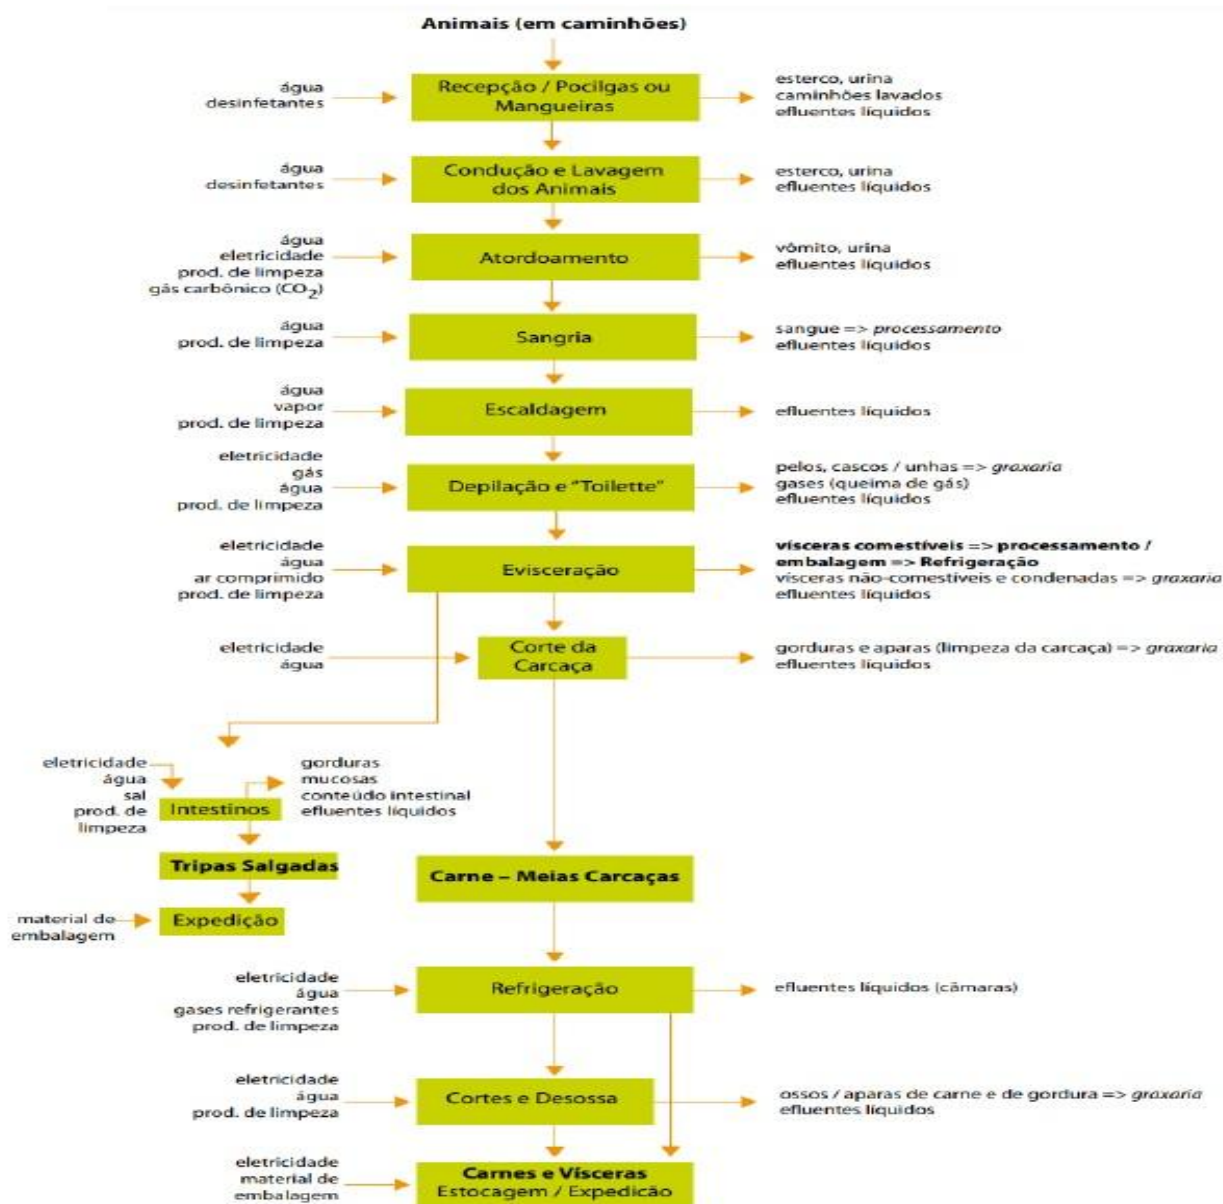 Animais (em caminhões)
água
desinfetantes
Recepção / Pocilgas ou
Mangueiras
esterco, urina
caminhões lavados
efluentes líquidos
água
desinfetantes
Condução e Lavagem
dos Animais
esterco, urina
efluentes líquidos
água
eletricidade
prod. de limpeza
gás carbônico (CO2)
Atordoamento
vômito, urina
efluentes líquidos
água
prod. de limpeza
Sangria
sangue => processamento
efluentes líquidos
água
vapor
prod. de limpeza
Escaldagem
efluentes líquidos
eletricidade
gás
água
prod. de limpeza
Depilação e "Toilette"
pelos, cascos / unhas => graxaria
gases (queima de gás)
efluentes líquidos
eletricidade
água
ar comprimido
prod. de limpeza
Evisceração
vísceras comestíveis => processamento /
embalagem => Refrigeração
vísceras não-comestíveis e condenadas => graxaria
efluentes líquidos
eletricidade
água
Corte da
Carcaça
gorduras e aparas (limpeza da carcaça) => graxaria
efluentes líquidos
eletricidade
água
sal
prod. de
limpeza
Intestinos
gorduras
mucosas
conteúdo intestinal
efluentes líquidos
Tripas Salgadas
material de
embalagem
Expedição
Carne – Meias Carcaças
eletricidade
água
gases refrigerantes
prod. de limpeza
Refrigeração
efluentes líquidos (câmaras)
eletricidade
água
prod. de limpeza
Cortes e Desossa
ossos / aparas de carne e de gordura => graxaria
efluentes líquidos
eletricidade
material de
embalagem
Carnes e Vísceras
Estocagem / Expedição